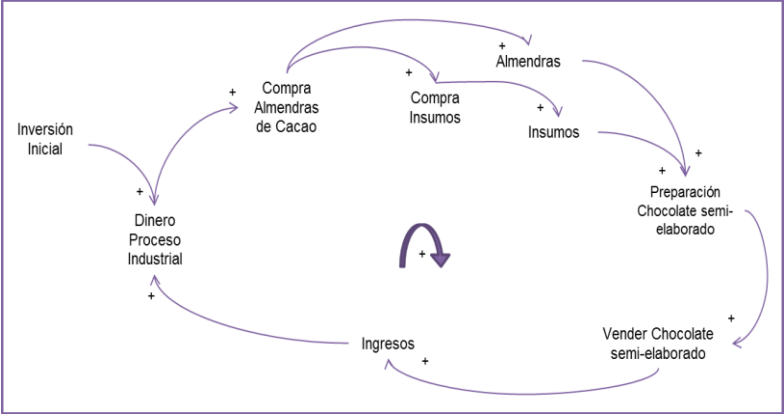 +
Almendras
+
Compra
Almendras
de Cacao
+
Compra
Insumos
+
Insumos
Inversión
Inicial
+
+
+
Preparación
Chocolate semi-
elaborado
+
Dinero
Proceso
Industrial
+
+
+
Vender Chocolate
semi-elaborado
Ingresos
+